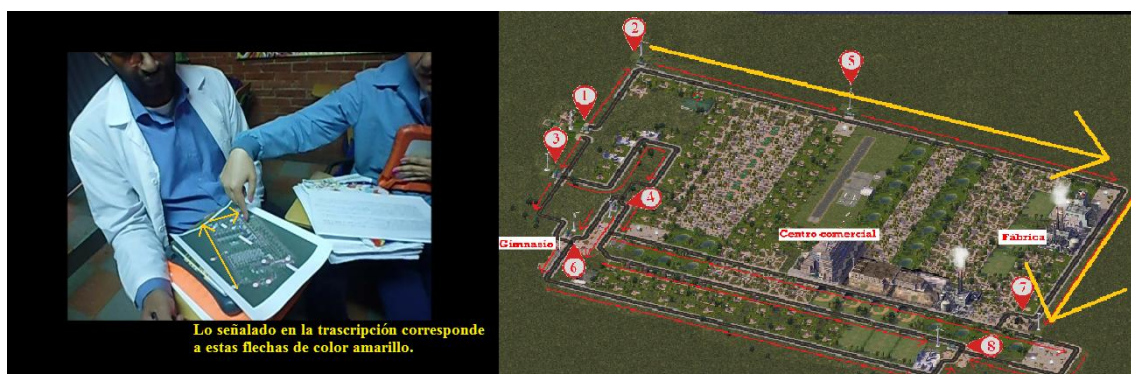 Lo señalado en la trascripción corresponde
a estas flechas de color amarillo.
2
5
1
3
4
Gimnasio
Centro comercial
Fábrica
6
7
8